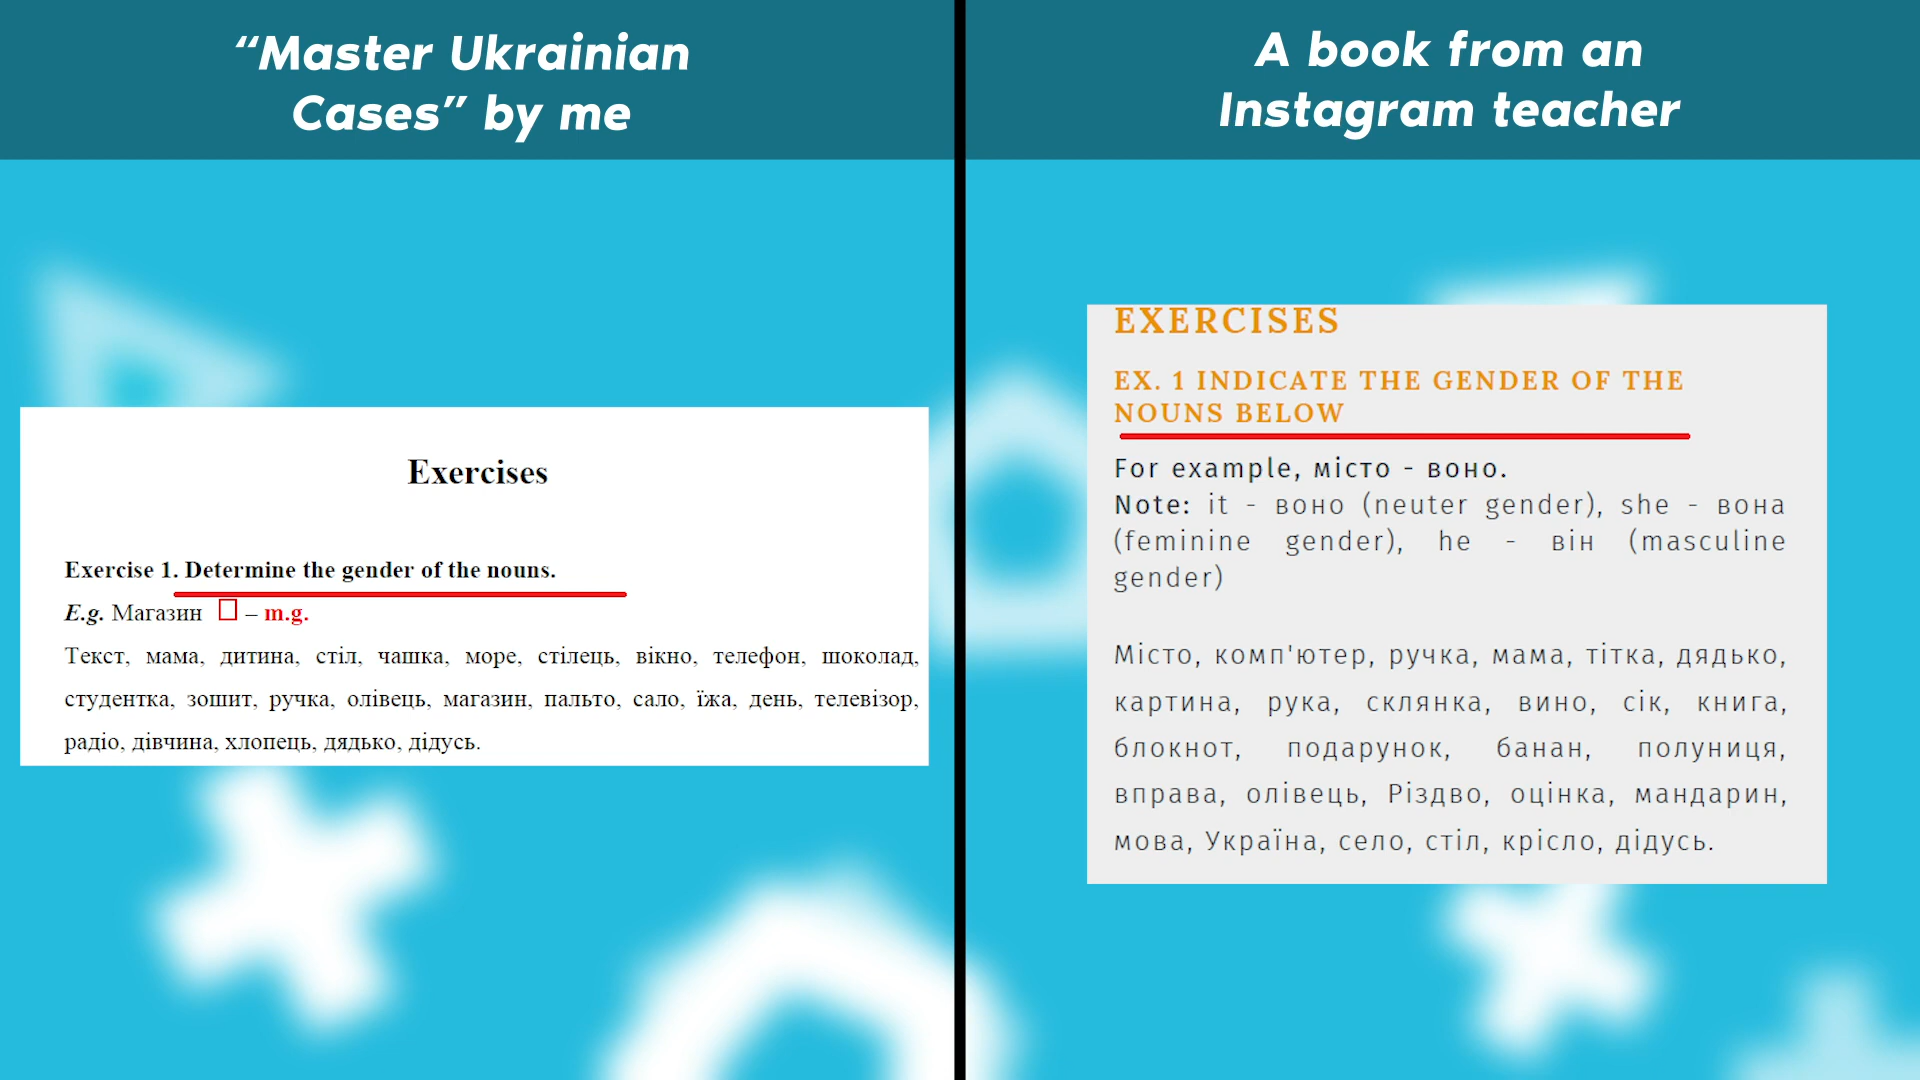 “Master Ukrainian
Cases” by me
Exercises
Exercise 1. Determine the gender of the nouns.
E.g. Магазин □ – m.g.
Текст, мама, дитина, стіл, чашка, море, стілець, вікно, телефон, шоколад,
студентка, зошит, ручка, олівець, магазин, пальто, сало, їжа, день, телевізор,
радіо, дівчина, хлопець, дядько, дідусь.
A book from an
Instagram teacher
EXERCISES
EX. 1 INDICATE THE GENDER OF THE
NOUNS BELOW
For example, місто - воно.
Note: it - воно (neuter gender), she - вона
(feminine gender), he - він (masculine
gender)
Місто, комп'ютер, ручка, мама, тітка, дядько,
картина, рука, склянка, вино, сік, книга,
блокнот, подарунок, банан, полуниця,
вправа, олівець, Різдво, оцінка, мандарин,
мова, Україна, село, стіл, крісло, дідусь.